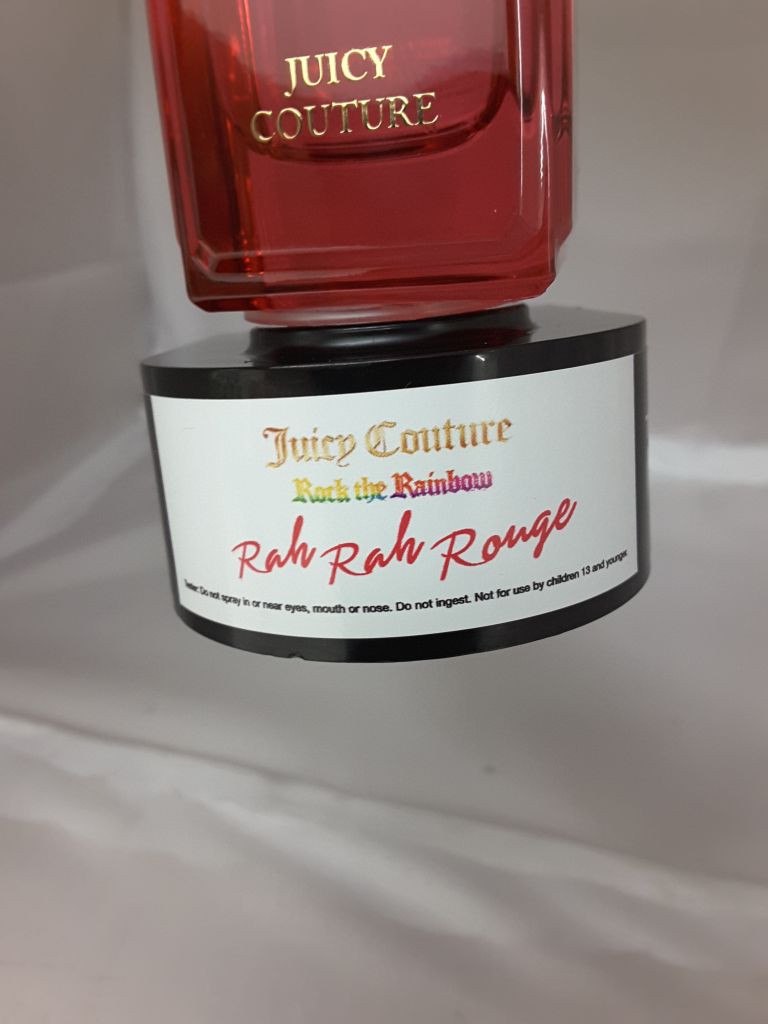 JUICY
COUTURE
Juicy Couture
Rock the Rainbow
Rah Rah Rouge
Tester: Do not spray in or near eyes, mouth or nose. Do not ingest. Not for use by children 13 and younger.